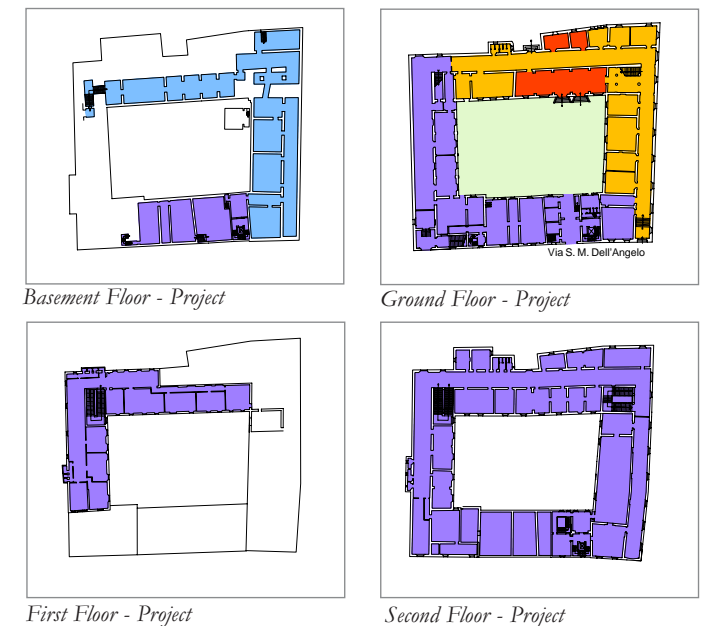 Via S. M. Dell'Angelo
Basement Floor - Project
Ground Floor - Project
First Floor - Project
Second Floor - Project